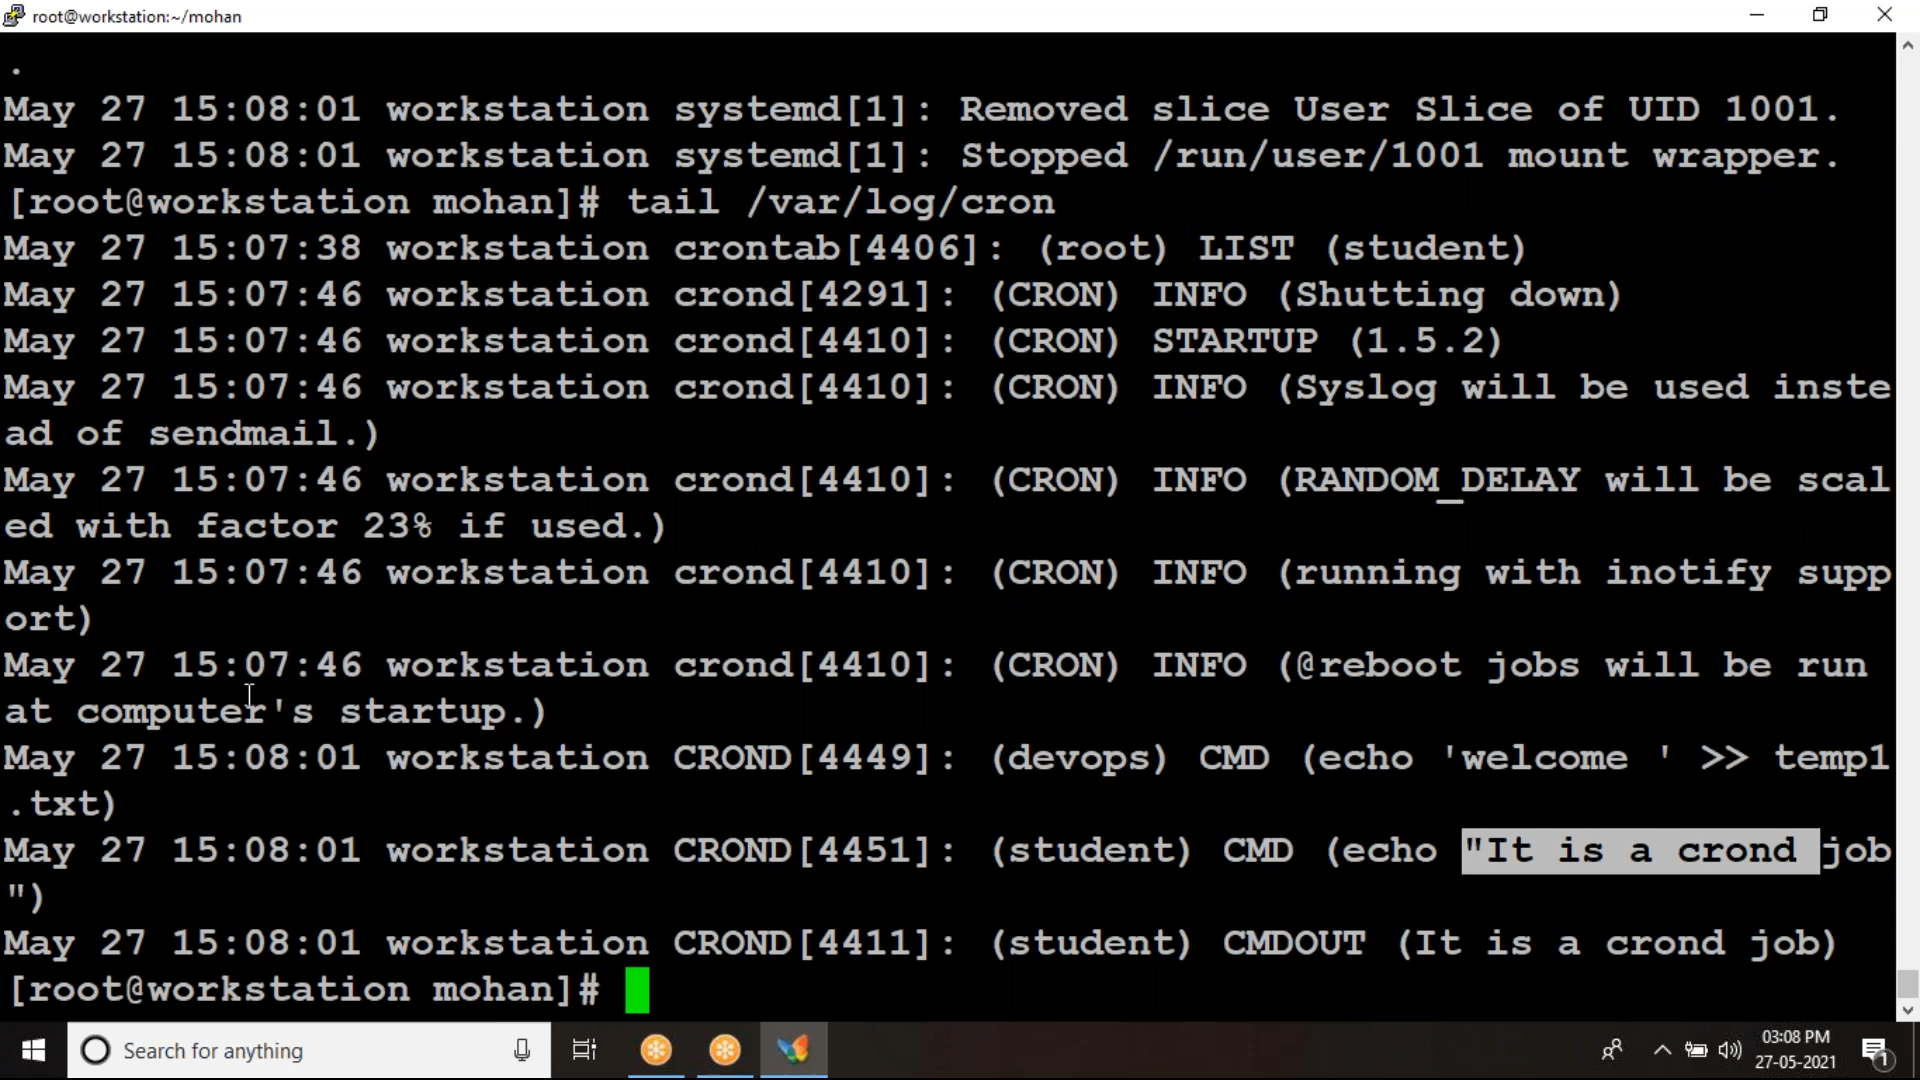 root@workstation:~/mohan
.
May 27 15:08:01 workstation systemd[1]: Removed slice User Slice of UID 1001.
May 27 15:08:01 workstation systemd[1]: Stopped /run/user/1001 mount wrapper.
[root@workstation mohan]# tail /var/log/cron
May 27 15:07:38 workstation crontab[4406]: (root) LIST (student)
May 27 15:07:46 workstation crond[4291]: (CRON) INFO (Shutting down)
May 27 15:07:46 workstation crond[4410]: (CRON) STARTUP (1.5.2)
May 27 15:07:46 workstation crond[4410]: (CRON) INFO (Syslog will be used inste
ad of sendmail.)
May 27 15:07:46 workstation crond[4410]: (CRON) INFO (RANDOM_DELAY will be scal
ed with factor 23% if used.)
May 27 15:07:46 workstation crond[4410]: (CRON) INFO (running with inotify supp
ort)
May 27 15:07:46 workstation crond[4410]: (CRON) INFO (@reboot jobs will be run
at computer's startup.)
May 27 15:08:01 workstation CROND[4449]: (devops) CMD (echo 'welcome ' >> temp1
.txt)
May 27 15:08:01 workstation CROND[4451]: (student) CMD (echo "It is a crond job
")
May 27 15:08:01 workstation CROND[4411]: (student) CMDOUT (It is a crond job)
[root@workstation mohan]#
Search for anything
03:08 PM
27-05-2021
1